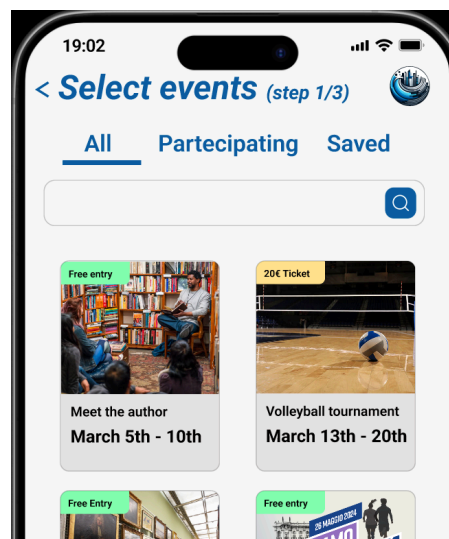 19:02
< Select events (step 1/3)
All Partecipating Saved
Free entry
20€ Ticket
Meet the author
March 5th - 10th
Volleyball tournament
March 13th - 20th
Free Entry
Free entry
26 MAGGIO 2024